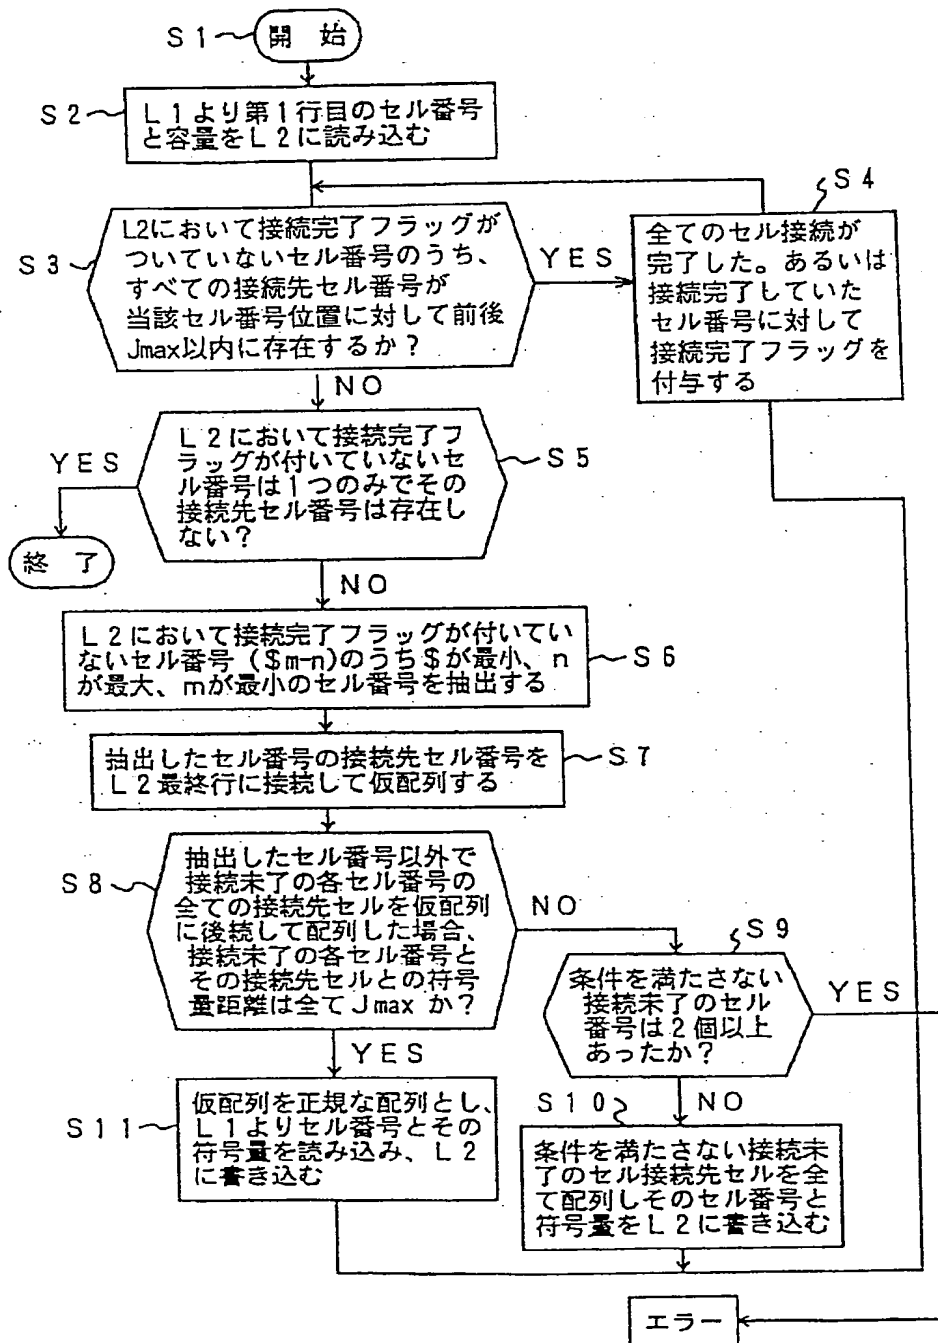 S1
開 始
S2
L1より第1行目のセル番号
と容量をL2に読み込む
S3
L2において接続完了フラッグが
ついていないセル番号のうち、
すべての接続先セル番号が
当該セル番号位置に対して前後
Jmax以内に存在するか?
YES
S4
全てのセル接続が
完了した。あるいは
接続完了していた
セル番号に対して
接続完了フラッグを
付与する
NO
S5
L2において接続完了フ
ラッグが付いていないセ
ル番号は1つのみでその
接続先セル番号は存在し
ない?
YES
終 了
NO
L2において接続完了フラッグが付いてい
ないセル番号($m-n)のうち$が最小、n
が最大、mが最小のセル番号を抽出する
S6
抽出したセル番号の接続先セル番号を
L2最終行に接続して仮配列する
S7
S8
抽出したセル番号以外で
接続未了の各セル番号の
全ての接続先セルを仮配列
に後続して配列した場合、
接続未了の各セル番号と
その接続先セルとの符号
量距離は全てJmaxか?
NO
S9
条件を満たさない
接続未了のセル
番号は2個以上
あったか?
YES
YES
NO
S11
仮配列を正規な配列とし、
L1よりセル番号とその
符号量を読み込み、L2
に書き込む
S10
条件を満たさない接続未
了のセル接続先セルを全
て配列しそのセル番号と
符号量をL2に書き込む
エラー